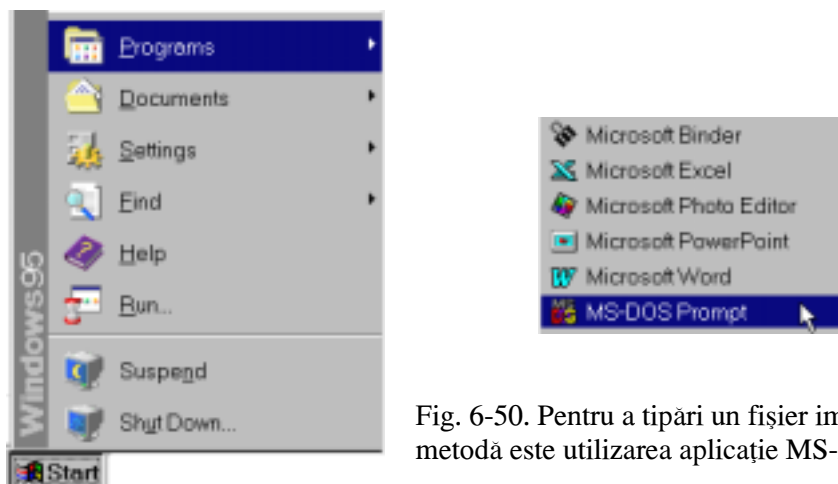 Programs
Documents
Settings
Find
Help
Run...
Suspend
Shut Down...
Windows95
Start
Microsoft Binder
Microsoft Excel
Microsoft Photo Editor
Microsoft PowerPoint
Microsoft Word
MS-DOS Prompt
Fig. 6-50. Pentru a tipări un fişier im
metodă este utilizarea aplicaţie MS-